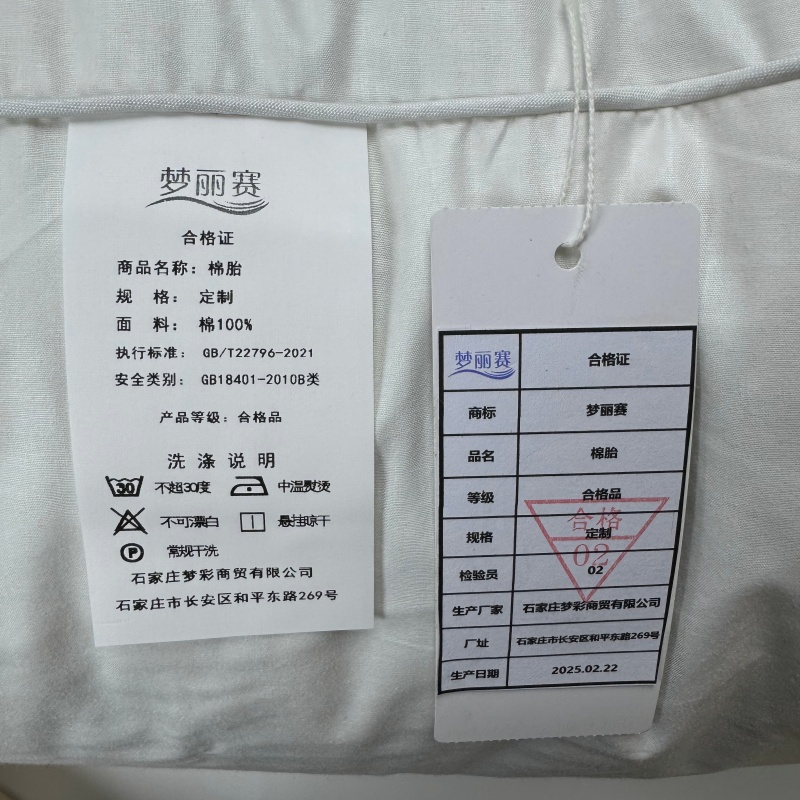 梦丽赛
合格证
商品名称：棉胎
规 格：定制
面 料：棉100%
执行标准：GB/T22796-2021
安全类别：GB18401-2010B类
产品等级：合格品
洗涤说明
30 不超30度 中温熨烫
不可漂白 悬挂晾干
P 常规干洗
石家庄梦彩商贸有限公司
石家庄市长安区和平东路269号
梦丽赛 合格证
商标 梦丽赛
品名 棉胎
等级 合格品
合格
规格 定制
02
检验员 02
生产厂家 石家庄梦彩商贸有限公司
厂址 石家庄市长安区和平东路269号
生产日期 2025.02.22